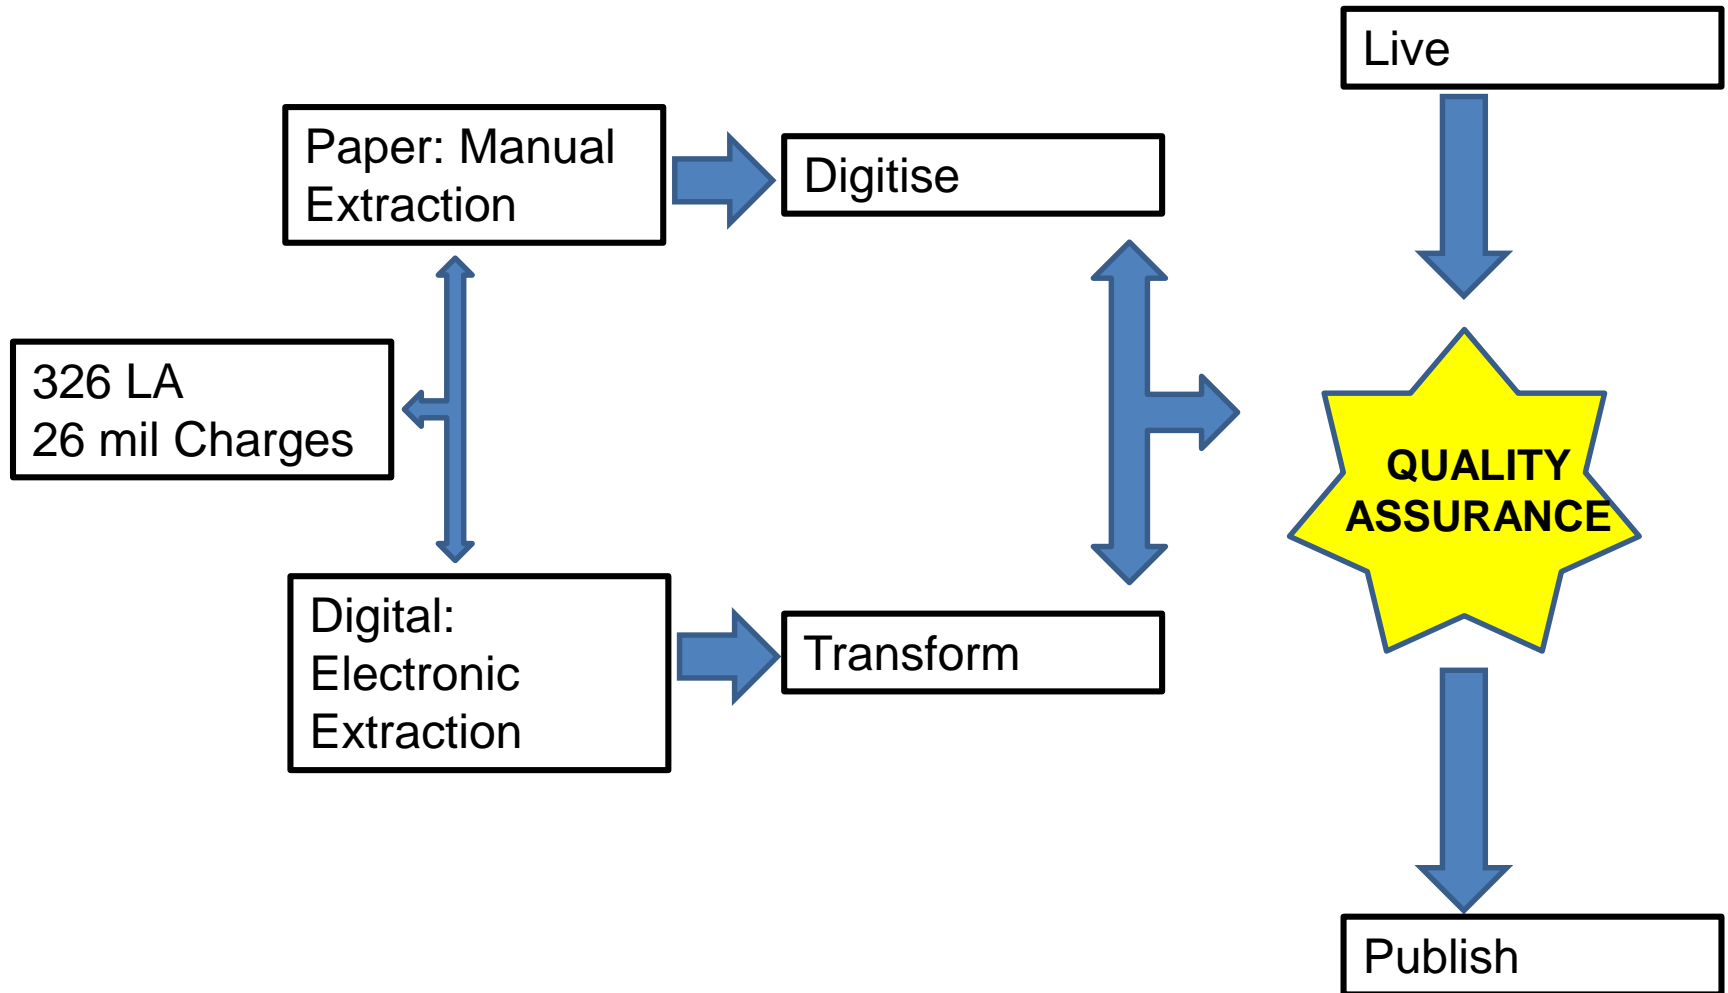 Live
Paper: Manual
Extraction
Digitise
326 LA
26 mil Charges
QUALITY
ASSURANCE
Digital:
Electronic
Extraction
Transform
Publish